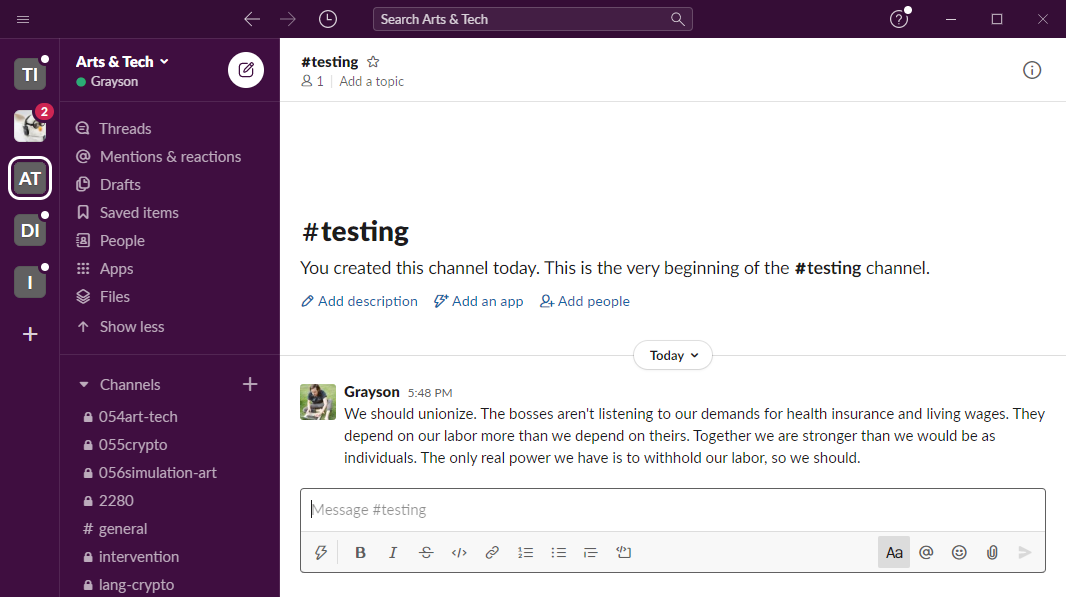 Search Arts & Tech
TI
2
AT
DI
I
Arts & Tech
Grayson
Threads
Mentions & reactions
Drafts
Saved items
People
Apps
Files
Show less
Channels
054art-tech
055crypto
056simulation-art
2280
# general
intervention
lang-crypto
#testing
1 Add a topic
#testing
You created this channel today. This is the very beginning of the #testing channel.
Add description Add an app Add people
Today
Grayson 5:48 PM
We should unionize. The bosses aren't listening to our demands for health insurance and living wages. They
depend on our labor more than we depend on theirs. Together we are stronger than we would be as
individuals. The only real power we have is to withhold our labor, so we should.
Message #testing
B I S </> Aa @